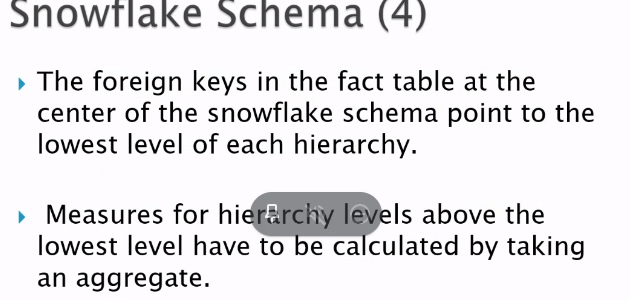 Snowflake Schema (4)
The foreign keys in the fact table at the
center of the snowflake schema point to the
lowest level of each hierarchy.
Measures for hierarchy levels above the
lowest level have to be calculated by taking
an aggregate.